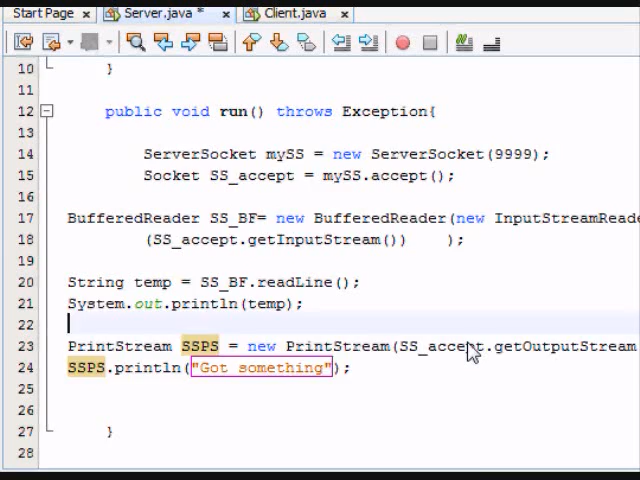 Start Page x Server.java * x Client.java x
10 }
11
12 public void run() throws Exception{
13
14 ServerSocket mySS = new ServerSocket(9999);
15 Socket SS_accept = mySS.accept();
16
17 BufferedReader SS_BF= new BufferedReader(new InputStreamReade
18 (SS_accept.getInputStream()) );
19
20 String temp = SS_BF.readLine();
21 System.out.println(temp);
22
23 PrintStream SSPS = new PrintStream(SS_accept.getOutputStream
24 SSPS.println("Got something");
25
26
27 }
28